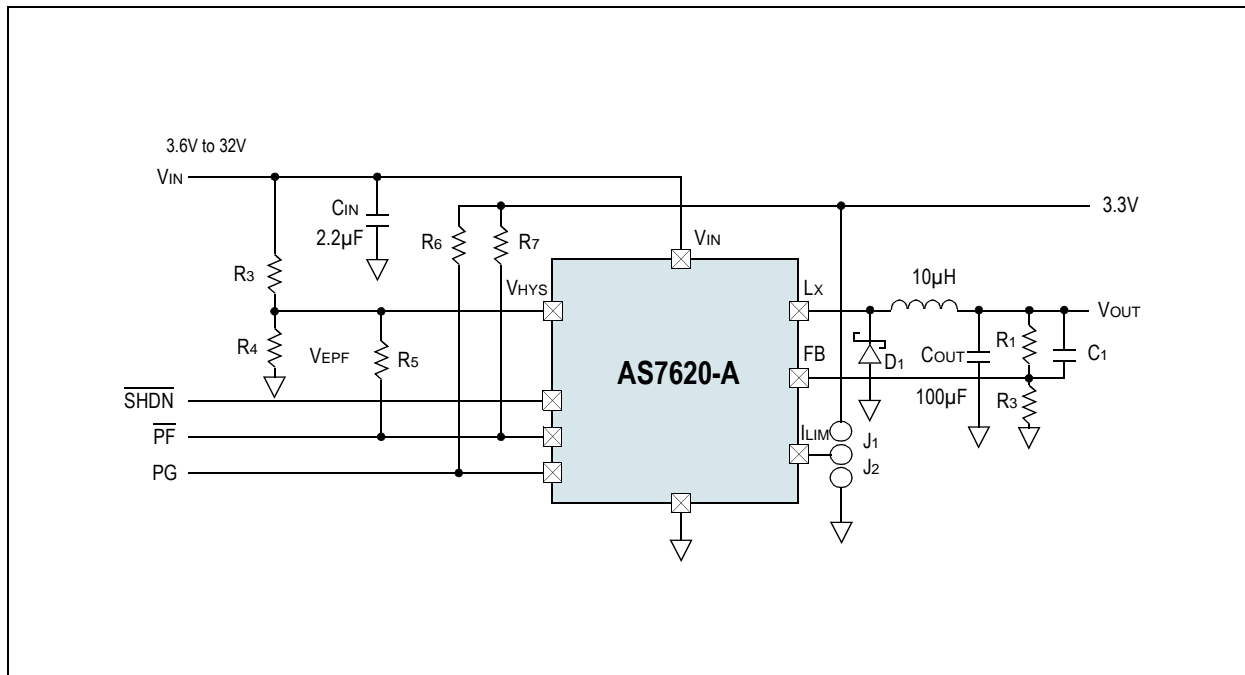 3.6V to 32V
VIN
CIN
2.2µF
R6
R7
VIN
3.3V
R3
VHYS
LX
10µH
VOUT
R4
VEPF
R5
AS7620-A
FB
D1
COUT
100µF
R1
C1
R3
SHDN
PF
PG
ILIM
J1
J2